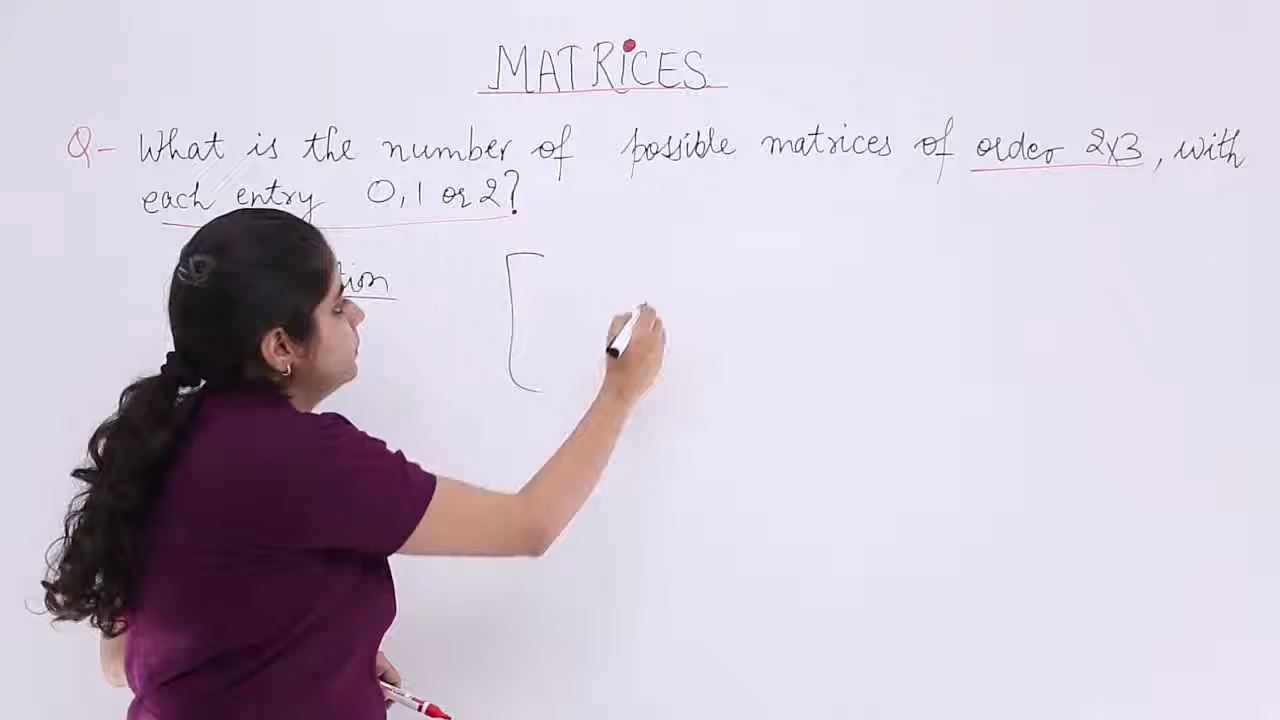 MATRiCES
Q- What is the number of possible matrices of order 2x3, with
each entry 0, 1 or 2?